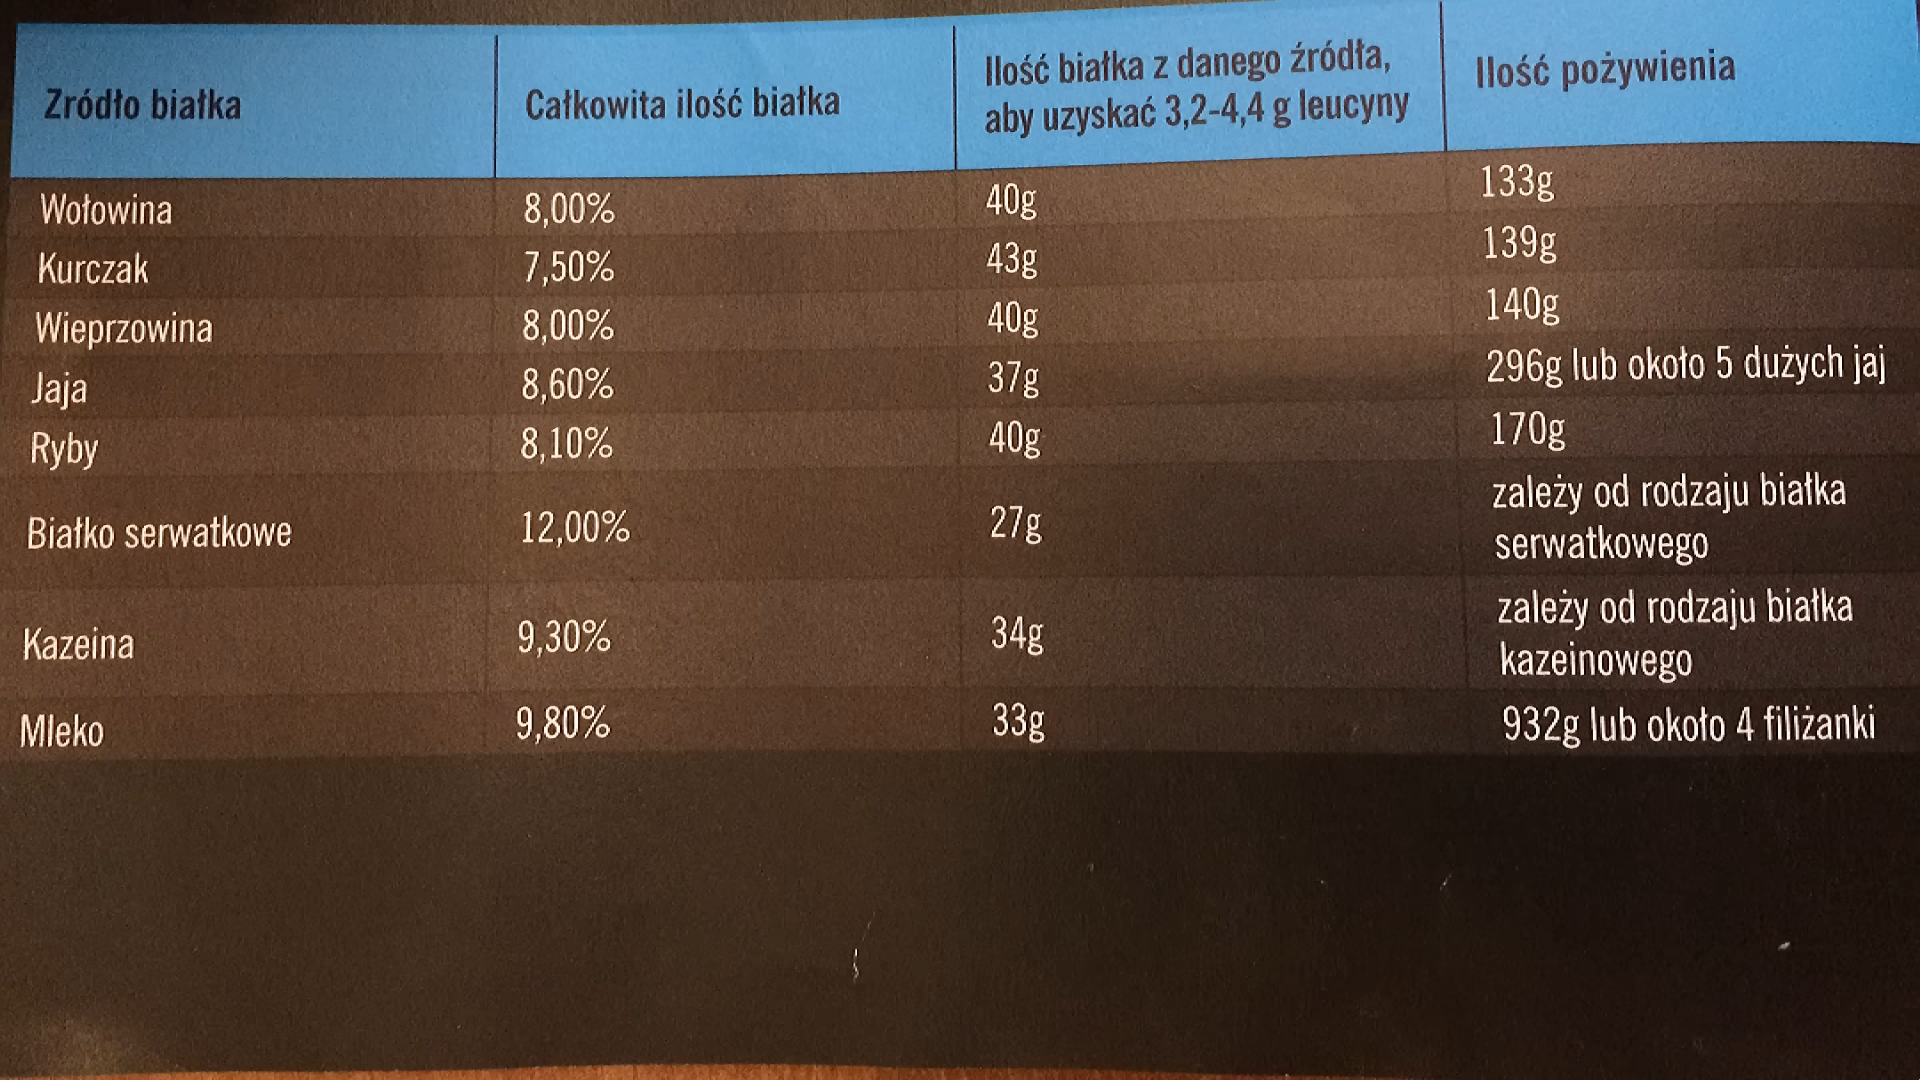 Zródło białka Całkowita ilość białka Ilość białka z danego źródła, aby uzyskać 3,2-4,4 g leucyny Ilość pożywienia
Wołowina 8,00% 40g 133g
Kurczak 7,50% 43g 139g
Wieprzowina 8,00% 40g 140g
Jaja 8,60% 37g 296g lub około 5 dużych jaj
Ryby 8,10% 40g 170g
Białko serwatkowe 12,00% 27g zależy od rodzaju białka serwatkowego
Kazeina 9,30% 34g zależy od rodzaju białka kazeinowego
Mleko 9,80% 33g 932g lub około 4 filiżanki